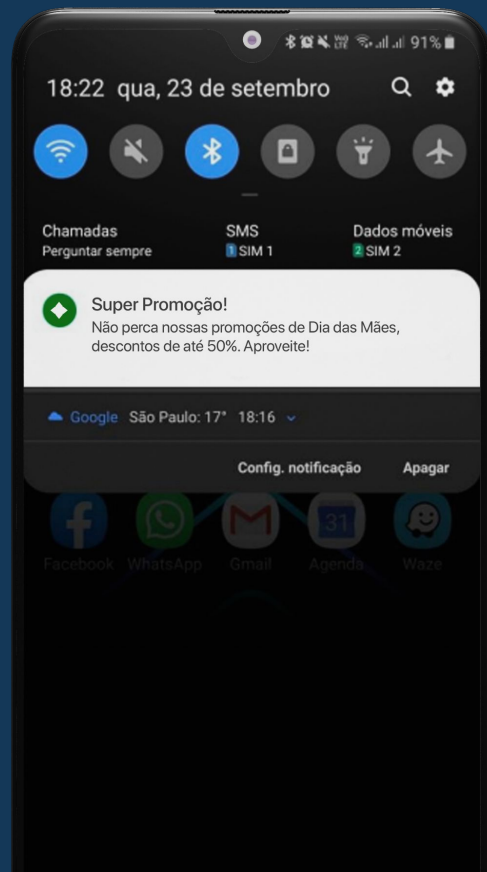 91%
18:22 qua, 23 de setembro
Chamadas SMS Dados móveis
Perguntar sempre 1 SIM 1 2 SIM 2
Super Promoção!
Não perca nossas promoções de Dia das Mães,
descontos de até 50%. Aproveite!
Google São Paulo: 17° 18:16
Config. notificação Apagar
31
Facebook WhatsApp Gmail Agenda Waze